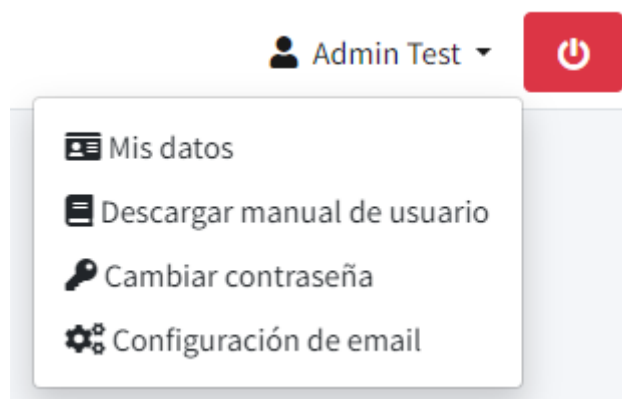 Admin Test
Mis datos
Descargar manual de usuario
Cambiar contraseña
Configuración de email